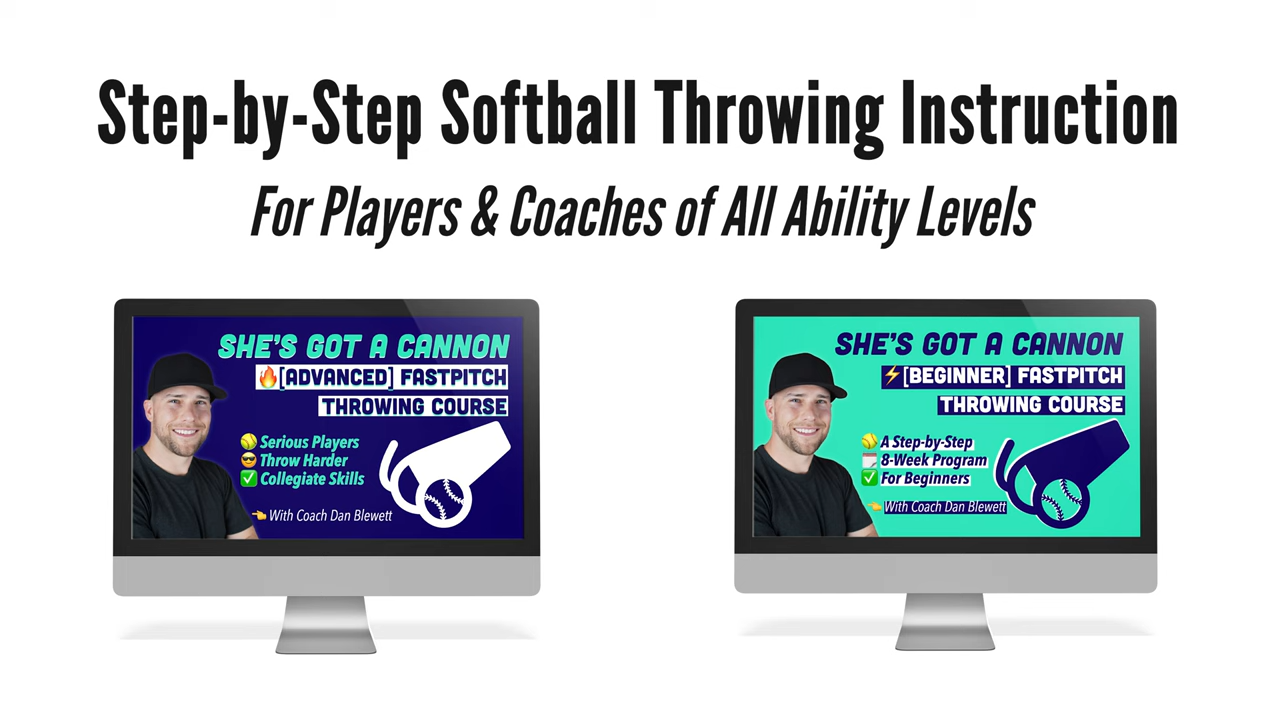 Step-by-Step Softball Throwing Instruction
For Players & Coaches of All Ability Levels
SHE'S GOT A CANNON
🔥[ADVANCED] FASTPITCH
THROWING COURSE
🥎 Serious Players
😎 Throw Harder
✅ Collegiate Skills
👈 With Coach Dan Blewett
SHE'S GOT A CANNON
⚡[BEGINNER] FASTPITCH
THROWING COURSE
🥎 A Step-by-Step
🗓️ 8-Week Program
✅ For Beginners
👈 With Coach Dan Blewett